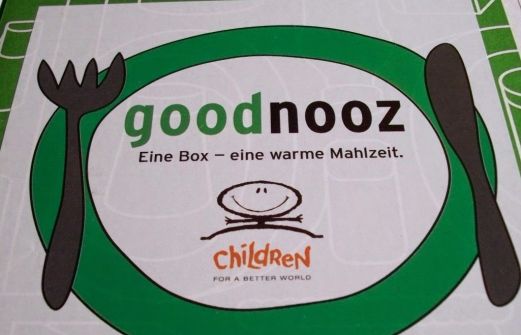 goodnooz
Eine Box – eine warme Mahlzeit.
CHiLdReN
FOR A BETTER WORLD